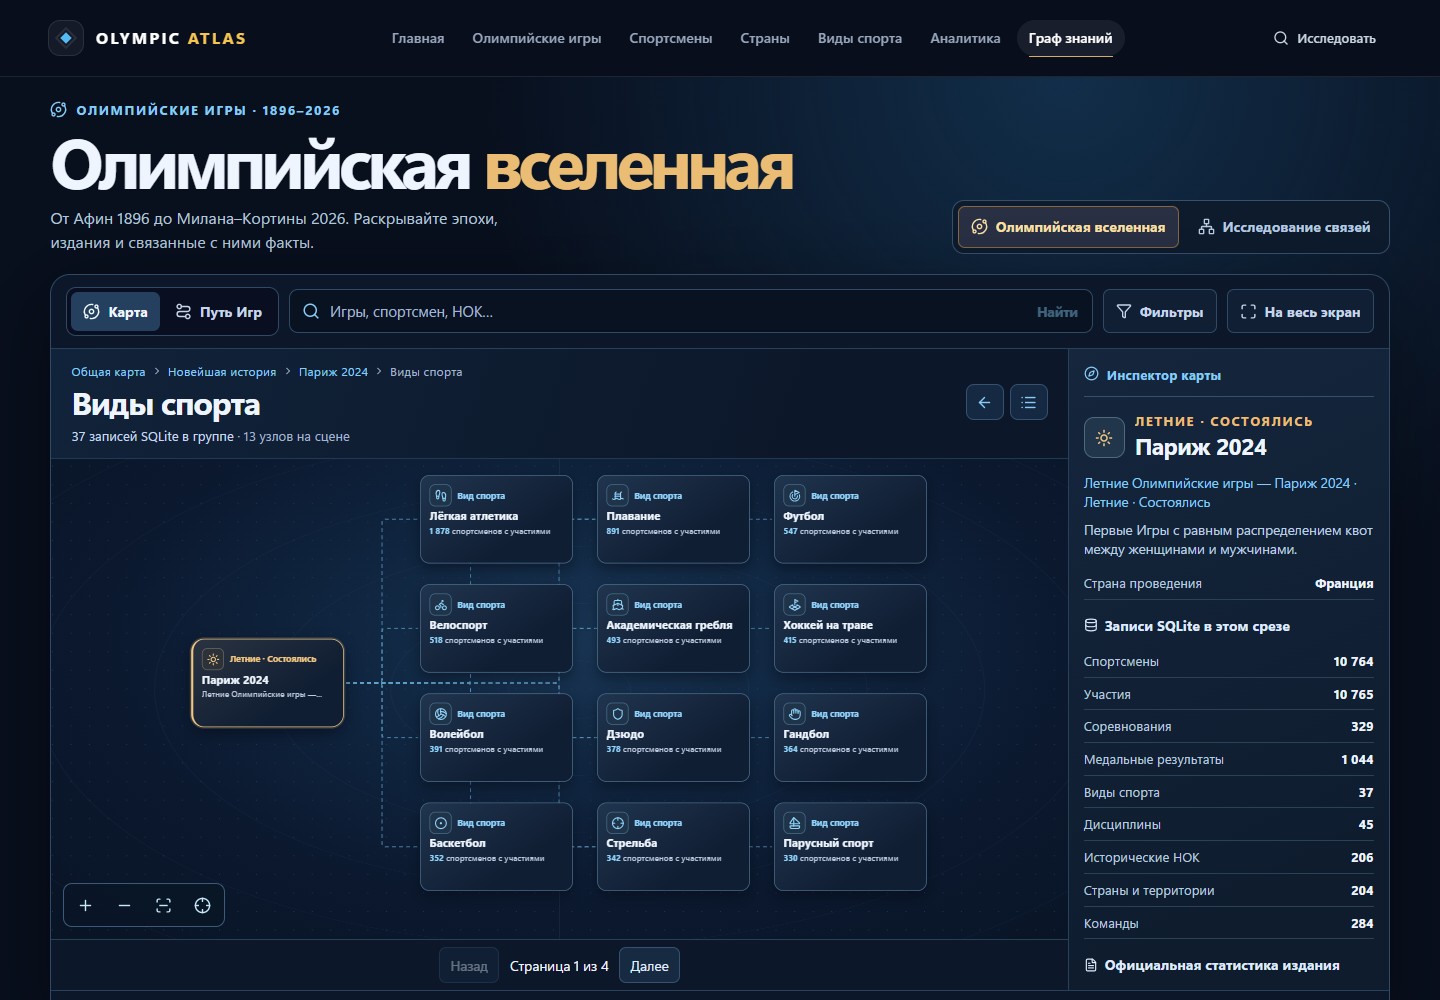 OLYMPIC ATLAS
Главная
Олимпийские игры
Спортсмены
Страны
Виды спорта
Аналитика
Граф знаний
Исследовать
ОЛИМПИЙСКИЕ ИГРЫ · 1896–2026
Олимпийская вселенная
От Афин 1896 до Милана–Кортины 2026. Раскрывайте эпохи,
издания и связанные с ними факты.
Олимпийская вселенная
Исследование связей
Карта
Путь Игр
Игры, спортсмен, НОК...
Найти
Фильтры
На весь экран
Общая карта > Новейшая история > Париж 2024 > Виды спорта
Виды спорта
37 записей SQLite в группе · 13 узлов на сцене
Летние · Состоялись
Париж 2024
Летние Олимпийские игры —...
Вид спорта
Лёгкая атлетика
1 878 спортсменов с участиями
Вид спорта
Плавание
891 спортсменов с участиями
Вид спорта
Футбол
547 спортсменов с участиями
Вид спорта
Велоспорт
518 спортсменов с участиями
Вид спорта
Академическая гребля
493 спортсменов с участиями
Вид спорта
Хоккей на траве
415 спортсменов с участиями
Вид спорта
Волейбол
391 спортсменов с участиями
Вид спорта
Дзюдо
378 спортсменов с участиями
Вид спорта
Гандбол
364 спортсменов с участиями
Вид спорта
Баскетбол
352 спортсменов с участиями
Вид спорта
Стрельба
342 спортсменов с участиями
Вид спорта
Парусный спорт
330 спортсменов с участиями
Назад
Страница 1 из 4
Далее
Инспектор карты
ЛЕТНИЕ · СОСТОЯЛИСЬ
Париж 2024
Летние Олимпийские игры — Париж 2024 ·
Летние · Состоялись
Первые Игры с равным распределением квот
между женщинами и мужчинами.
Страна проведения Франция
Записи SQLite в этом срезе
Спортсмены 10 764
Участия 10 765
Соревнования 329
Медальные результаты 1 044
Виды спорта 37
Дисциплины 45
Исторические НОК 206
Страны и территории 204
Команды 284
Официальная статистика издания